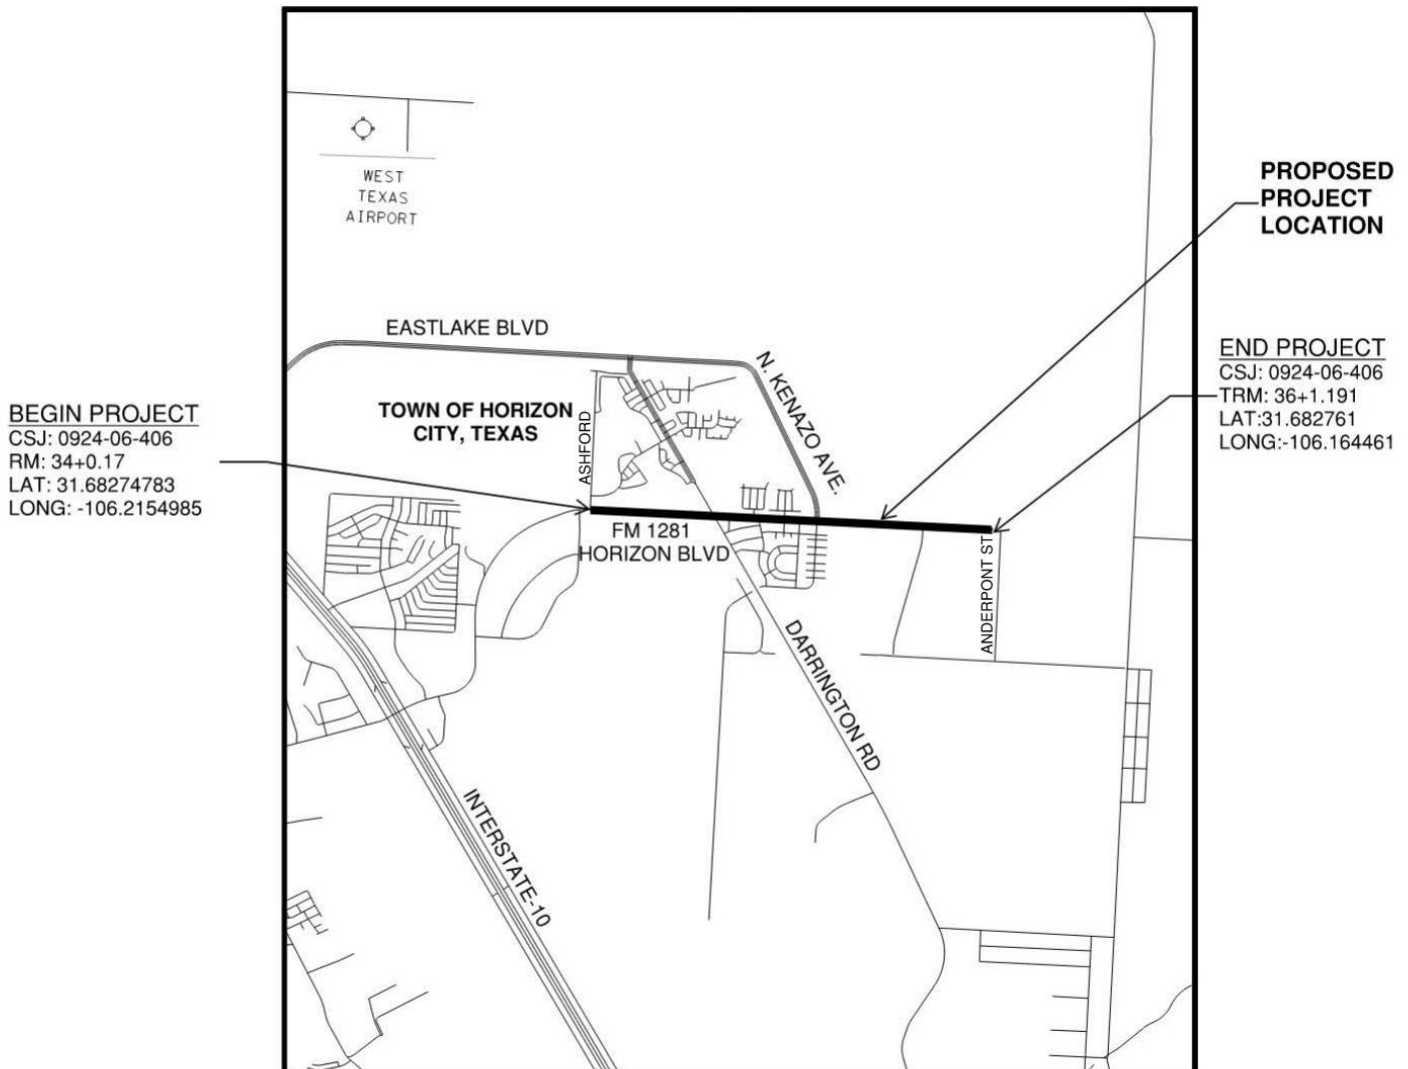 WEST
TEXAS
AIRPORT
PROPOSED
PROJECT
LOCATION
EASTLAKE BLVD
N. KENAZO AVE.
END PROJECT
CSJ: 0924-06-406
TRM: 36+1.191
LAT:31.682761
LONG:-106.164461
BEGIN PROJECT
CSJ: 0924-06-406
RM: 34+0.17
LAT: 31.68274783
LONG: -106.2154985
TOWN OF HORIZON
CITY, TEXAS
ASHFORD
FM 1281
HORIZON BLVD
ANDERPONT ST
DARRINGTON RD
INTERSTATE-10